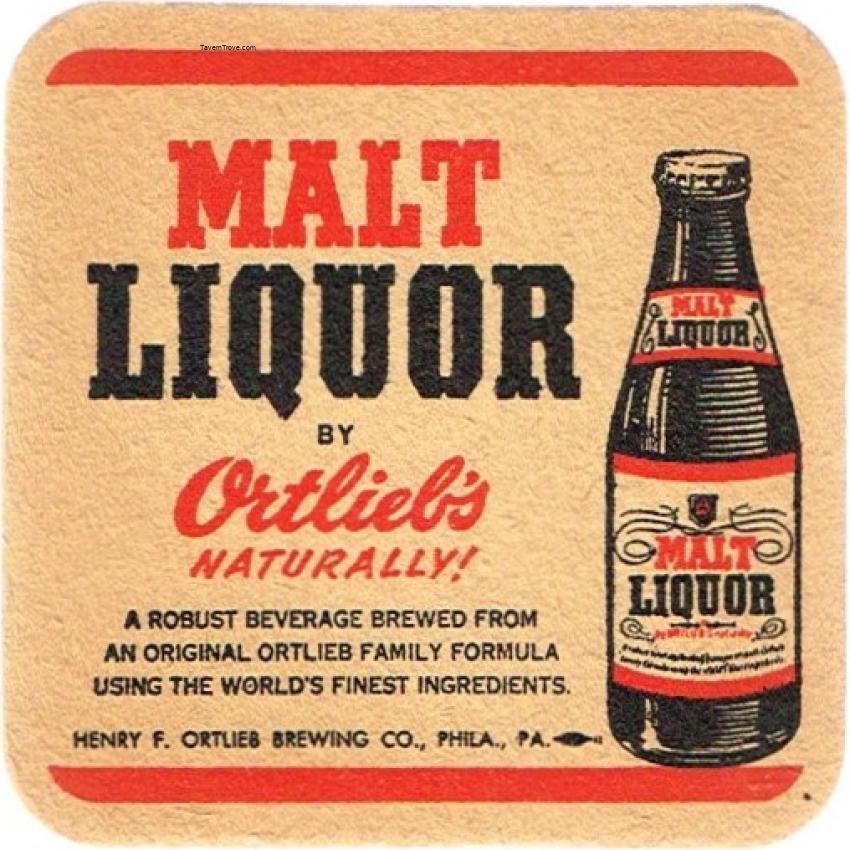 TavernTrove.com
MALT
LIQUOR
BY
Ortlieb's
NATURALLY!
A ROBUST BEVERAGE BREWED FROM
AN ORIGINAL ORTLIEB FAMILY FORMULA
USING THE WORLD'S FINEST INGREDIENTS.
HENRY F. ORTLIEB BREWING CO., PHILA., PA.
MALT
LIQUOR
MALT
LIQUOR